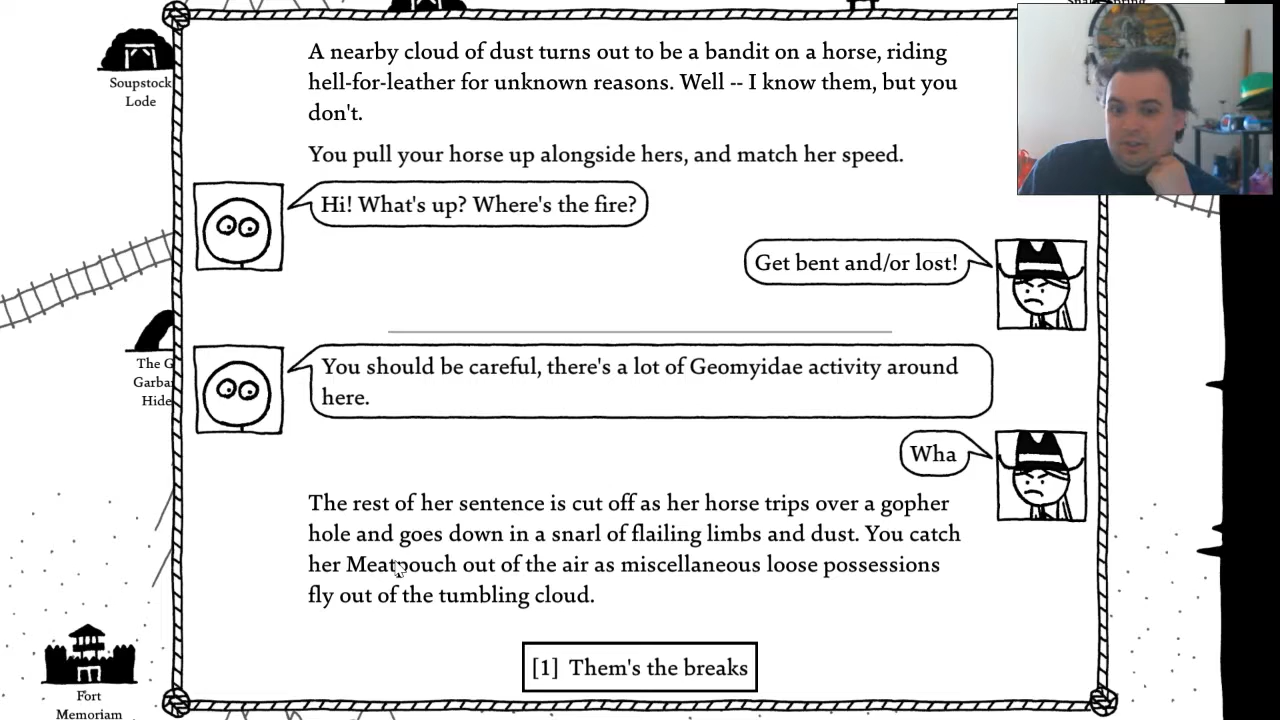 A nearby cloud of dust turns out to be a bandit on a horse, riding
hell-for-leather for unknown reasons. Well -- I know them, but you
don't.
You pull your horse up alongside hers, and match her speed.
Hi! What's up? Where's the fire?
Get bent and/or lost!
You should be careful, there's a lot of Geomyidae activity around
here.
Wha
The rest of her sentence is cut off as her horse trips over a gopher
hole and goes down in a snarl of flailing limbs and dust. You catch
her Meatpouch out of the air as miscellaneous loose possessions
fly out of the tumbling cloud.
[1] Them's the breaks
Soupstock
Lode
The G
Garba
Hide
Fort
Memoriam